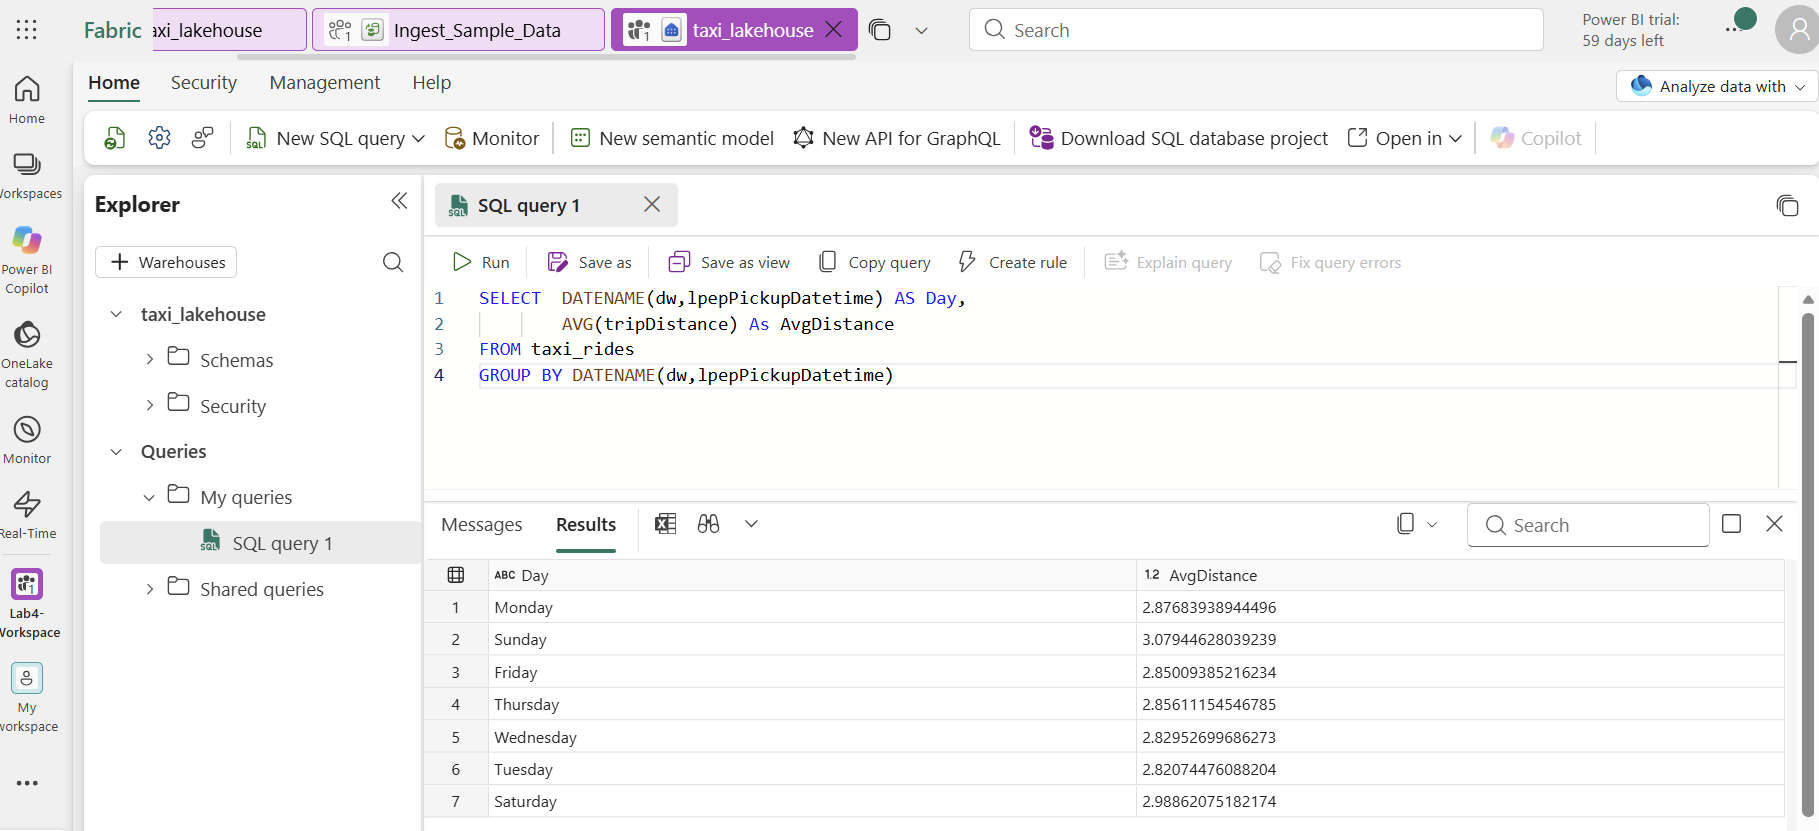 Fabric
axi_lakehouse
1 Ingest_Sample_Data
1 taxi_lakehouse
Search
Power BI trial:
59 days left
Home
Security
Management
Help
Analyze data with
SQL New SQL query
Monitor
New semantic model
New API for GraphQL
Download SQL database project
Open in
Copilot
Home
Vorkspaces
Power BI
Copilot
OneLake
catalog
Monitor
Real-Time
1
Lab4-
Workspace
My
workspace
Explorer
Warehouses
taxi_lakehouse
Schemas
Security
Queries
My queries
SQL SQL query 1
Shared queries
SQL SQL query 1
Run
Save as
Save as view
Copy query
Create rule
Explain query
Fix query errors
1 SELECT DATENAME(dw,lpepPickupDatetime) AS Day,
2 AVG(tripDistance) As AvgDistance
3 FROM taxi_rides
4 GROUP BY DATENAME(dw,lpepPickupDatetime)
Messages
Results
Search
ABC Day 1.2 AvgDistance
1 Monday 2.87683938944496
2 Sunday 3.07944628039239
3 Friday 2.85009385216234
4 Thursday 2.85611154546785
5 Wednesday 2.82952699686273
6 Tuesday 2.82074476088204
7 Saturday 2.98862075182174